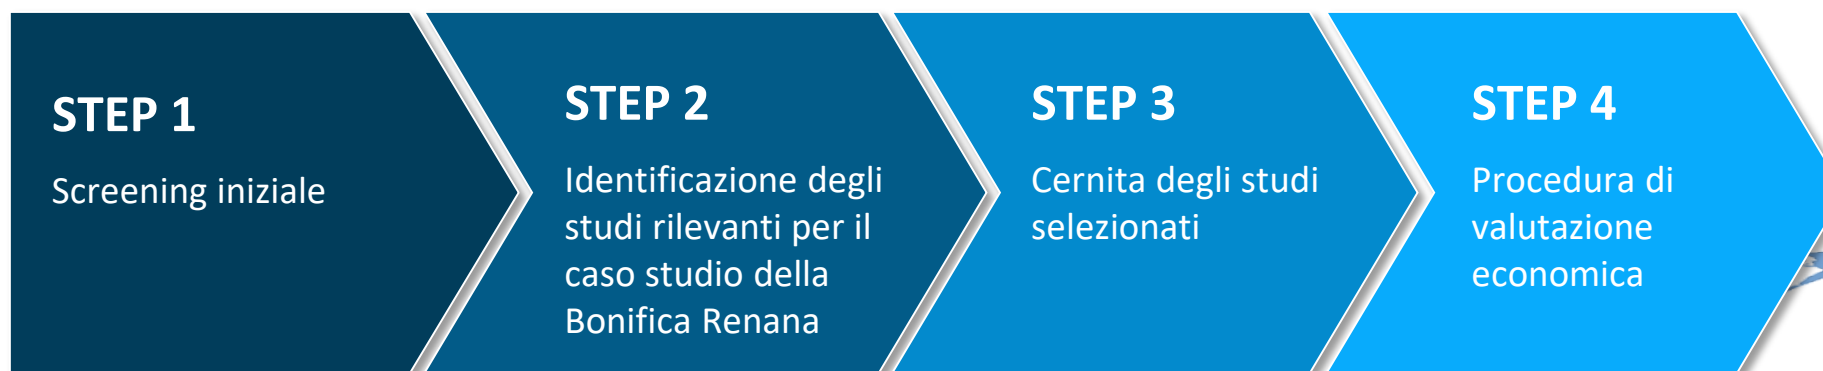 STEP 1
Screening iniziale
STEP 2
Identificazione degli
studi rilevanti per il
caso studio della
Bonifica Renana
STEP 3
Cernita degli studi
selezionati
STEP 4
Procedura di
valutazione
economica